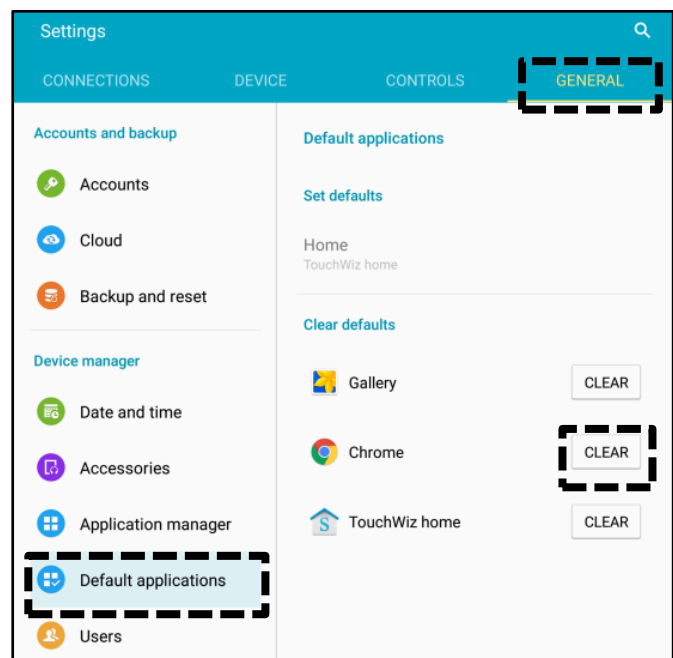 Settings
CONNECTIONS
DEVICE
CONTROLS
GENERAL
Accounts and backup
Accounts
Cloud
Backup and reset
Device manager
Date and time
Accessories
Application manager
Default applications
Users
Default applications
Set defaults
Home
TouchWiz home
Clear defaults
Gallery
CLEAR
Chrome
CLEAR
S
TouchWiz home
CLEAR